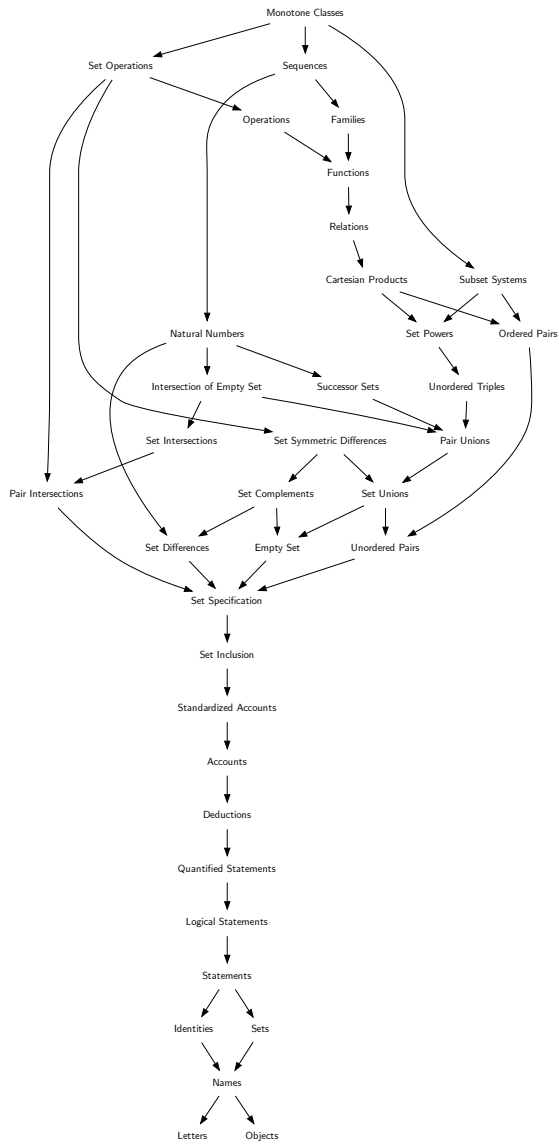 Monotone Classes
Set Operations
Sequences
Operations
Families
Functions
Relations
Cartesian Products
Subset Systems
Natural Numbers
Set Powers
Ordered Pairs
Intersection of Empty Set
Successor Sets
Unordered Triples
Set Intersections
Set Symmetric Differences
Pair Unions
Pair Intersections
Set Complements
Set Unions
Set Differences
Empty Set
Unordered Pairs
Set Specification
Set Inclusion
Standardized Accounts
Accounts
Deductions
Quantified Statements
Logical Statements
Statements
Identities
Sets
Names
Letters
Objects